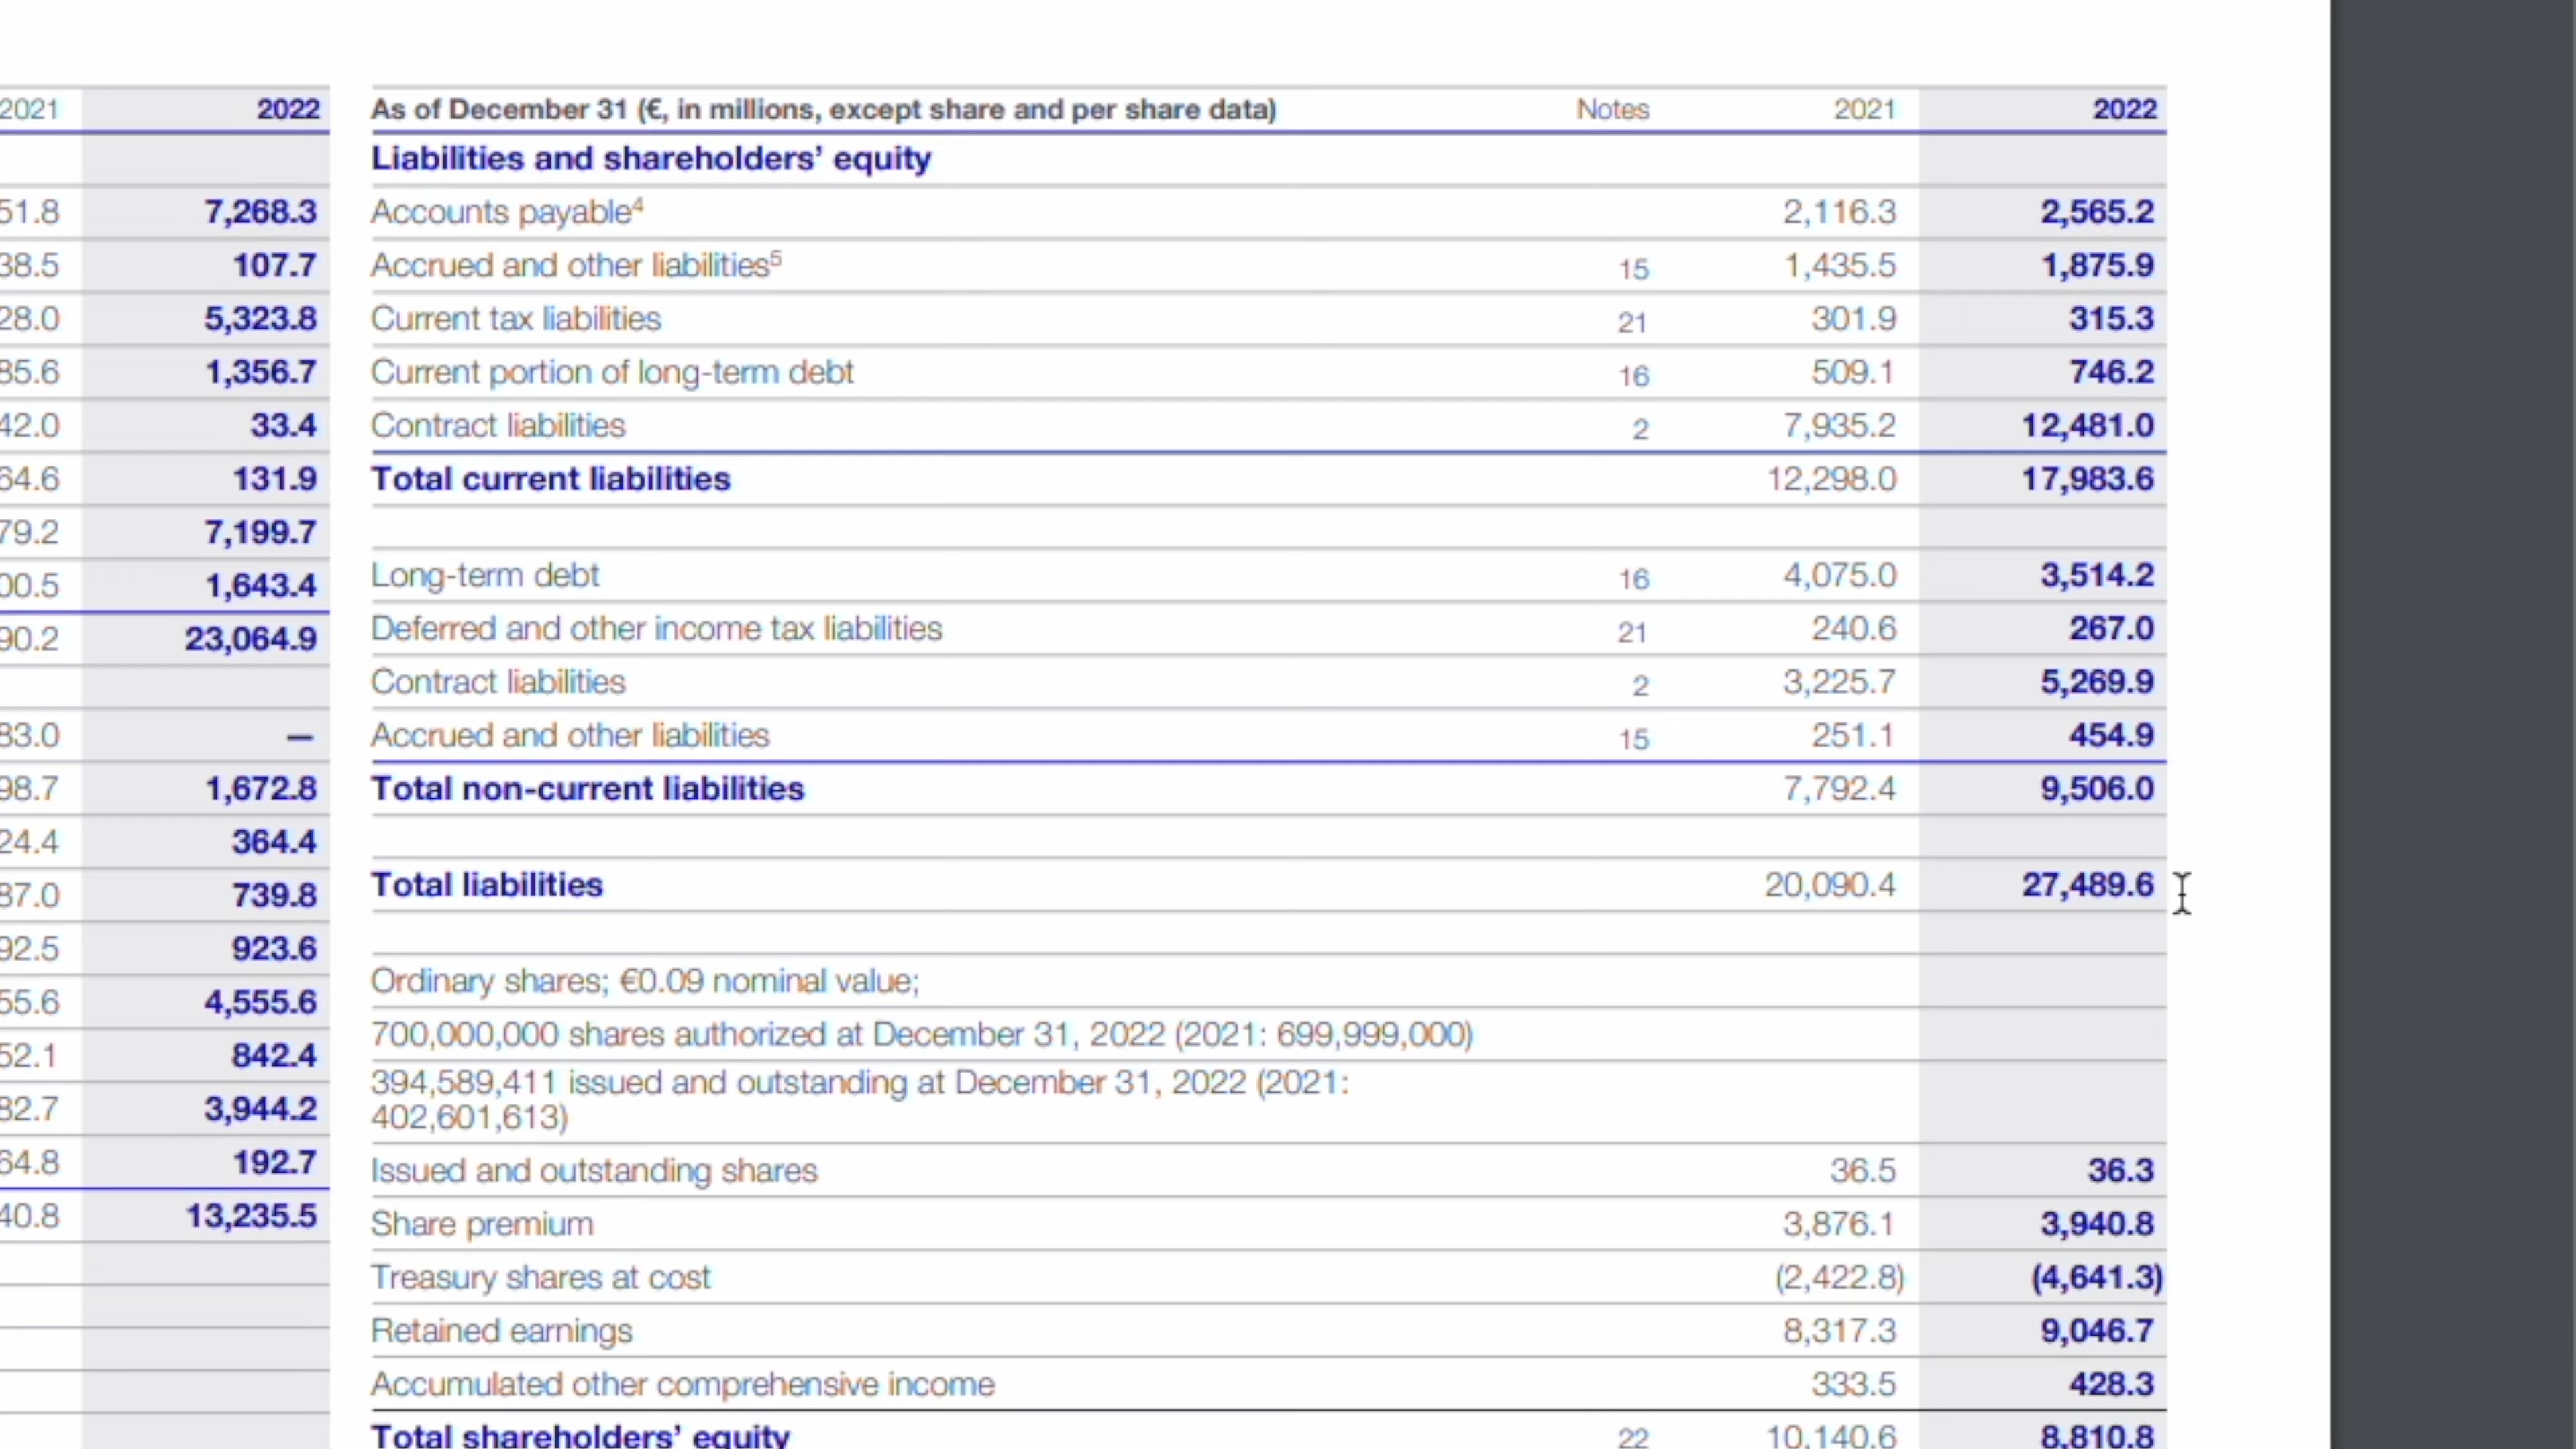 2021 2022 As of December 31 (€, in millions, except share and per share data) Notes 2021 2022
Liabilities and shareholders’ equity
51.8 7,268.3 Accounts payable⁴ 2,116.3 2,565.2
38.5 107.7 Accrued and other liabilities⁵ 15 1,435.5 1,875.9
28.0 5,323.8 Current tax liabilities 21 301.9 315.3
85.6 1,356.7 Current portion of long-term debt 16 509.1 746.2
42.0 33.4 Contract liabilities 2 7,935.2 12,481.0
64.6 131.9 Total current liabilities 12,298.0 17,983.6
79.2 7,199.7
00.5 1,643.4 Long-term debt 16 4,075.0 3,514.2
90.2 23,064.9 Deferred and other income tax liabilities 21 240.6 267.0
Contract liabilities 2 3,225.7 5,269.9
83.0 — Accrued and other liabilities 15 251.1 454.9
98.7 1,672.8 Total non-current liabilities 7,792.4 9,506.0
24.4 364.4
87.0 739.8 Total liabilities 20,090.4 27,489.6
92.5 923.6
55.6 4,555.6 Ordinary shares; €0.09 nominal value;
52.1 842.4 700,000,000 shares authorized at December 31, 2022 (2021: 699,999,000)
82.7 3,944.2 394,589,411 issued and outstanding at December 31, 2022 (2021:
402,601,613)
64.8 192.7 Issued and outstanding shares 36.5 36.3
40.8 13,235.5 Share premium 3,876.1 3,940.8
Treasury shares at cost (2,422.8) (4,641.3)
Retained earnings 8,317.3 9,046.7
Accumulated other comprehensive income 333.5 428.3
Total shareholders’ equity 22 10,140.6 8,810.8